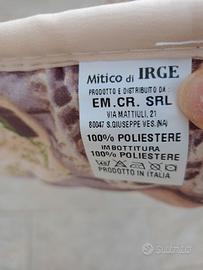 Mitico di IRGE
PRODOTTO E DISTRIBUITO DA:
EM.CR. SRL
VIA MATTIULI, 21
80047 S.GIUSEPPE VES.(NA)
100% POLIESTERE
IMBOTTITURA
100% POLIESTERE
PRODOTTO IN ITALIA
Subito